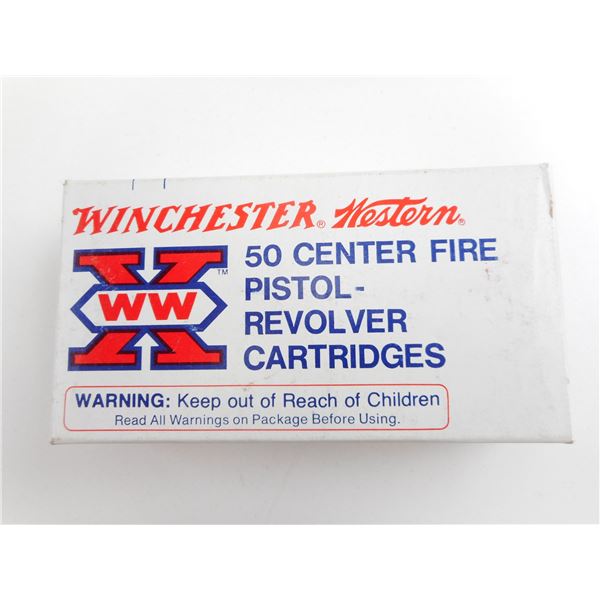 WINCHESTER® Western®
X™
WW
50 CENTER FIRE
PISTOL-
REVOLVER
CARTRIDGES
WARNING: Keep out of Reach of Children
Read All Warnings on Package Before Using.